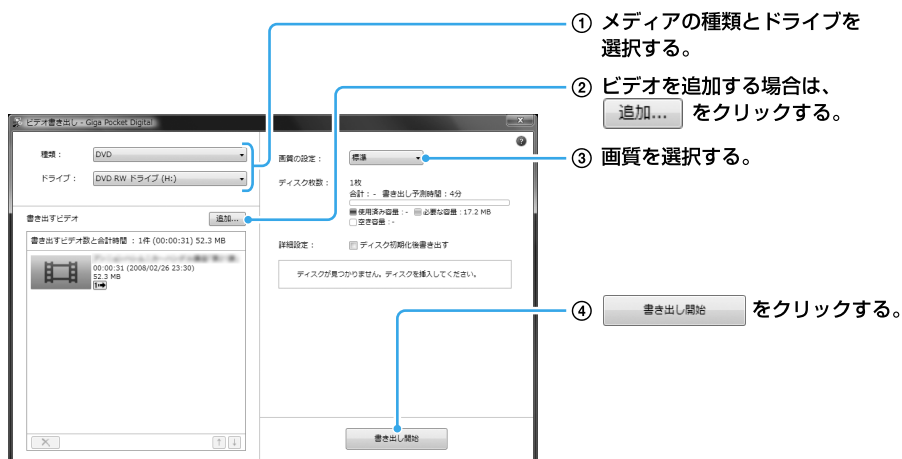 ① メディアの種類とドライブを
選択する。
② ビデオを追加する場合は、
追加... をクリックする。
③ 画質を選択する。
④ 書き出し開始 をクリックする。
ビデオ書き出し - Giga Pocket Digital
種類：
DVD
ドライブ：
DVD RW ドライブ (H:)
書き出すビデオ
追加...
書き出すビデオ数と合計時間 ： 1件 (00:00:31) 52.3 MB
00:00:31 (2008/02/26 23:30)
52.3 MB
画質の設定：
標準
ディスク枚数：
1枚
合計：- 書き出し予測時間：4分
使用済み容量：- 必要な容量：17.2 MB
空き容量：-
詳細設定：
ディスク初期化後書き出す
ディスクが見つかりません。ディスクを挿入してください。
書き出し開始